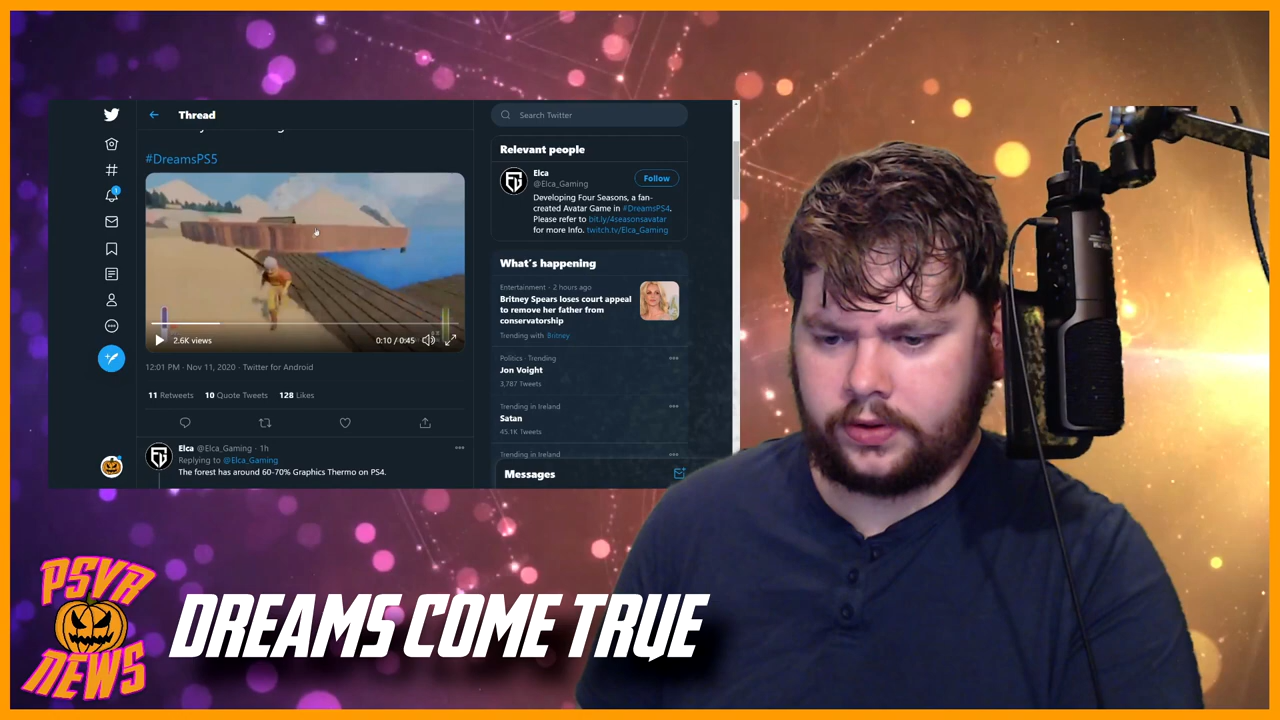 Thread
#DreamsPS5
2.6K views
0:10 / 0:45
12:01 PM · Nov 11, 2020 · Twitter for Android
11 Retweets 10 Quote Tweets 128 Likes
Elca @Elca_Gaming · 1h
Replying to @Elca_Gaming
The forest has around 60-70% Graphics Thermo on PS4.
Search Twitter
Relevant people
Elca
@Elca_Gaming
Follow
Developing Four Seasons, a fan-
created Avatar Game in #DreamsPS4.
Please refer to bit.ly/4seasonsavatar
for more Info. twitch.tv/Elca_Gaming
What's happening
Entertainment · 2 hours ago
Britney Spears loses court appeal
to remove her father from
conservatorship
Trending with Britney
Politics · Trending
Jon Voight
3,787 Tweets
Trending in Ireland
Satan
45.1K Tweets
Trending in Ireland
Messages
1
PSVR
NEWS
DREAMS COME TRUE